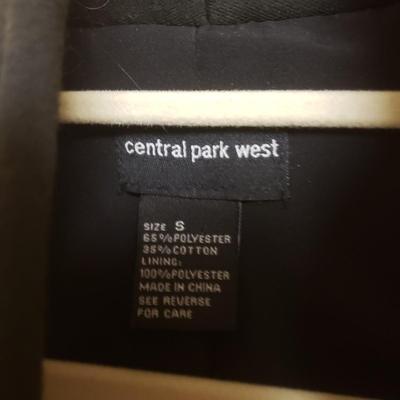 central park west
SIZE S
65%POLYESTER
35%COTTON
LINING:
100%POLYESTER
MADE IN CHINA
SEE REVERSE
FOR CARE